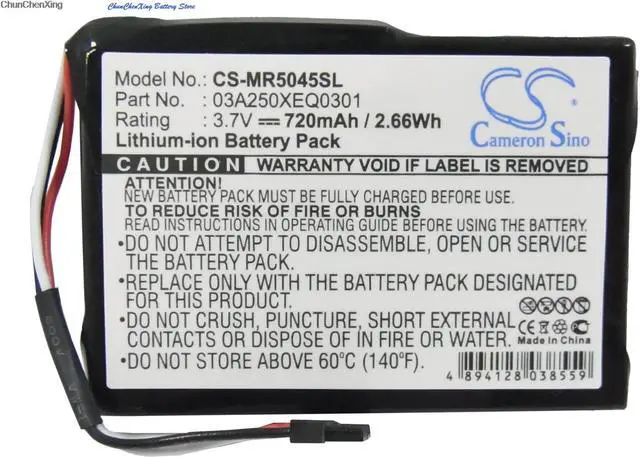 ChunChenXing
ChunChenXing Battery Store
Model No.: CS-MR5045SL
Part No. : 03A250XEQ0301
Rating : 3.7V 720mAh / 2.66Wh
Lithium-ion Battery Pack
CS
Cameron Sino
CAUTION WARRANTY VOID IF LABEL IS REMOVED
ATTENTION!
NEW BATTERY PACK MUST BE FULLY CHARGED BEFORE USE
TO REDUCE RISK OF FIRE OR BURNS
READ INSTRUCTIONS IN OPERATING GUIDE BEFORE USING BATTERY
•DO NOT ATTEMPT TO DISASSEMBLE, OPEN OR SERVICE THE
BATTERY PACK.
•REPLACE ONLY WITH THE BATTERY PACK DESIGNATED
FOR THIS PRODUCT.
•DO NOT CRUSH, PUNCTURE, SHORT EXTERNAL
CONTACTS OR DISPOSE OF IN FIRE OR WATER.
•DO NOT STORE ABOVE 60°C (140°F).
CE
Made in China
4 894128 038559